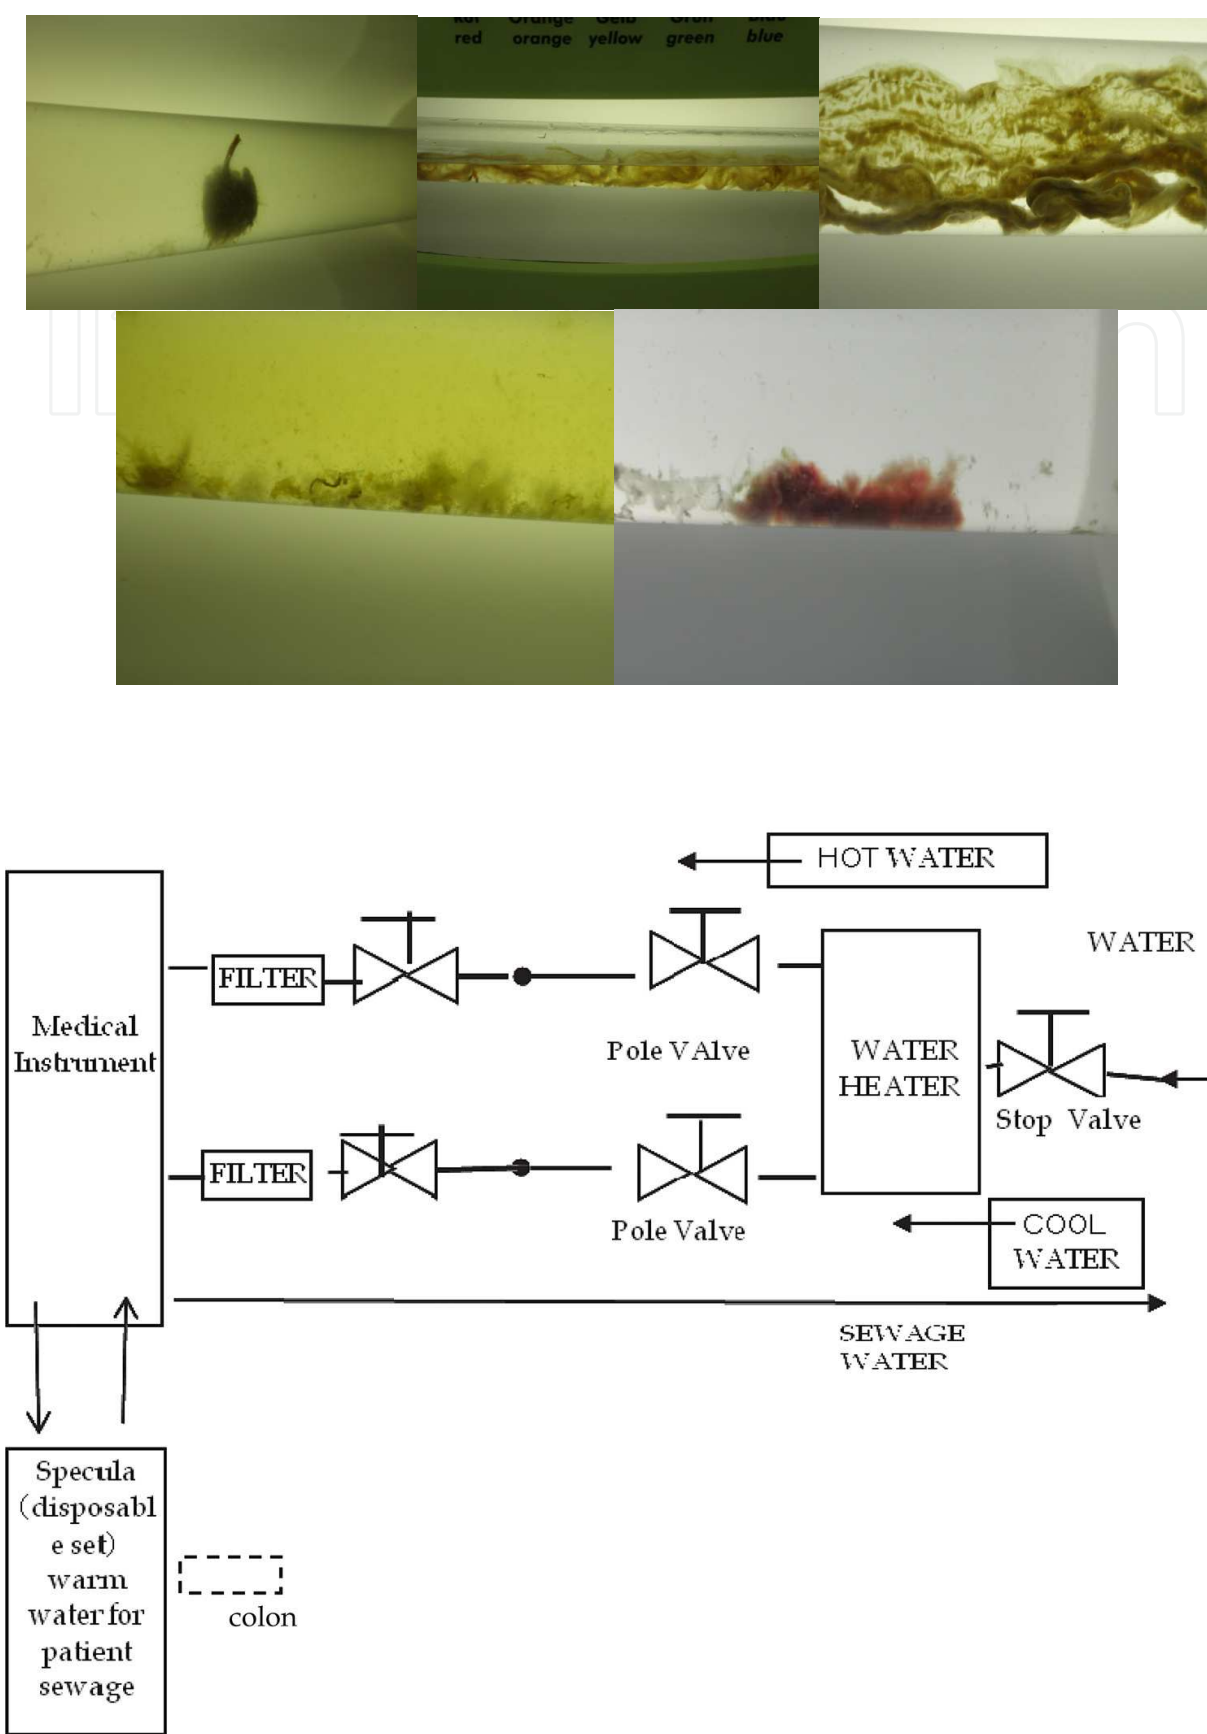 red orange yellow green blue
HOT WATER
WATER
FILTER
Medical
Instrument
Pole VAlve
WATER
HEATER
Stop Valve
FILTER
Pole Valve
COOL
WATER
SEWAGE
WATER
Specula
(disposabl
e set)
warm
water for
patient
sewage
colon